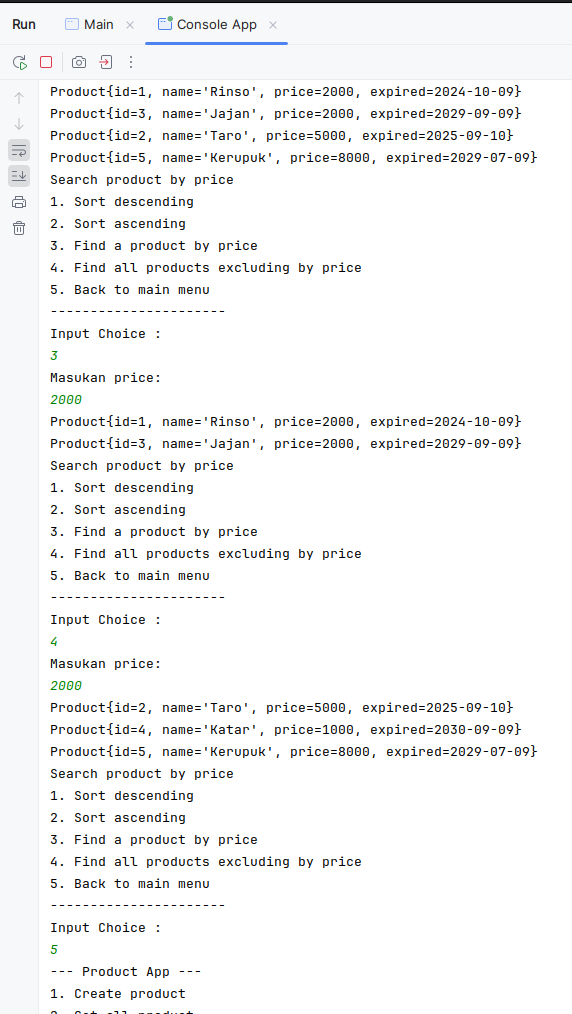 Run Main Console App
Product{id=1, name='Rinso', price=2000, expired=2024-10-09}
Product{id=3, name='Jajan', price=2000, expired=2029-09-09}
Product{id=2, name='Taro', price=5000, expired=2025-09-10}
Product{id=5, name='Kerupuk', price=8000, expired=2029-07-09}
Search product by price
1. Sort descending
2. Sort ascending
3. Find a product by price
4. Find all products excluding by price
5. Back to main menu
----------------------
Input Choice :
3
Masukan price:
2000
Product{id=1, name='Rinso', price=2000, expired=2024-10-09}
Product{id=3, name='Jajan', price=2000, expired=2029-09-09}
Search product by price
1. Sort descending
2. Sort ascending
3. Find a product by price
4. Find all products excluding by price
5. Back to main menu
----------------------
Input Choice :
4
Masukan price:
2000
Product{id=2, name='Taro', price=5000, expired=2025-09-10}
Product{id=4, name='Katar', price=1000, expired=2030-09-09}
Product{id=5, name='Kerupuk', price=8000, expired=2029-07-09}
Search product by price
1. Sort descending
2. Sort ascending
3. Find a product by price
4. Find all products excluding by price
5. Back to main menu
----------------------
Input Choice :
5
--- Product App ---
1. Create product
2. Get all product